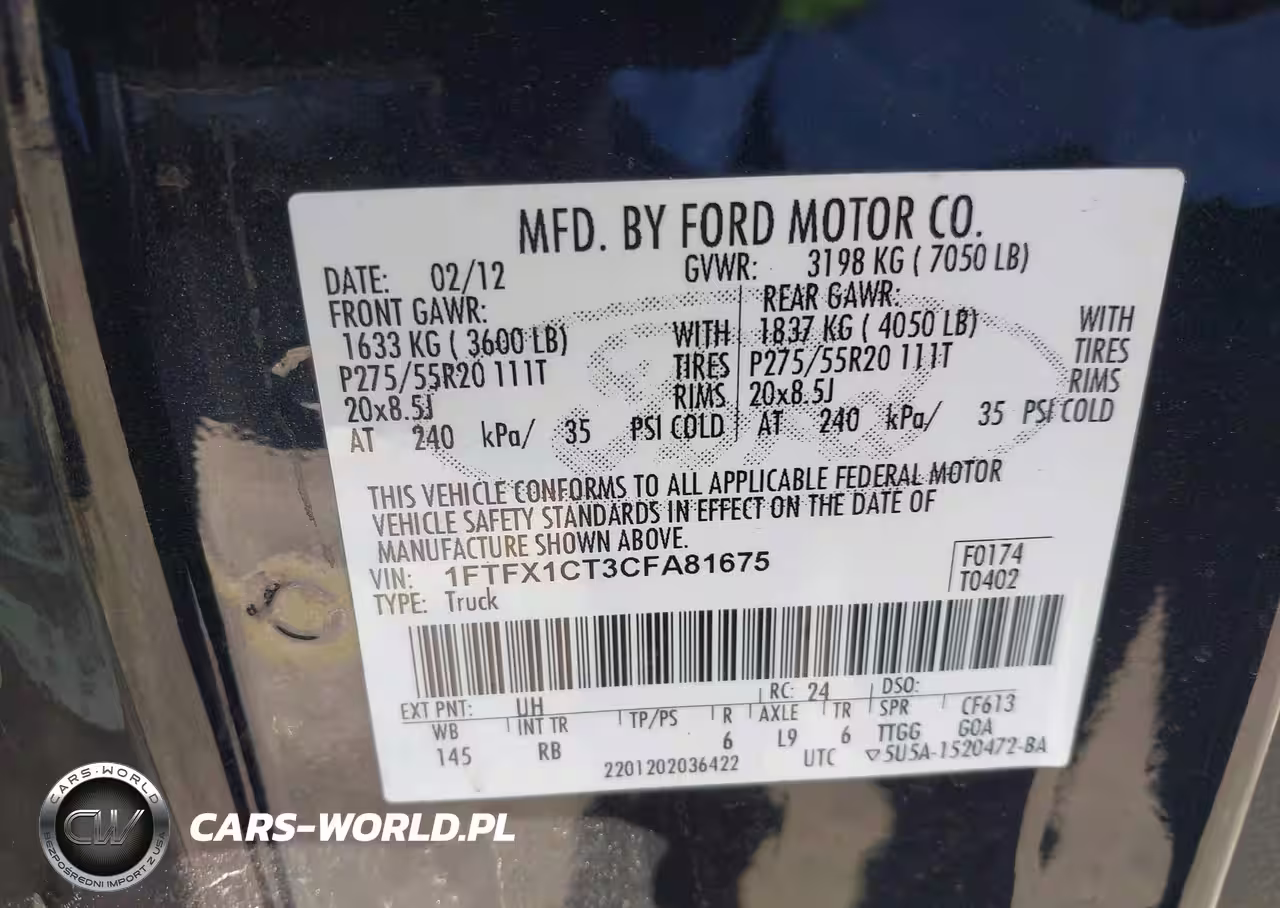 MFD. BY FORD MOTOR CO.
DATE: 02/12 GVWR: 3198 KG ( 7050 LB)
FRONT GAWR: REAR GAWR:
1633 KG ( 3600 LB) WITH 1837 KG ( 4050 LB) WITH
P275/55R20 111T TIRES P275/55R20 111T TIRES
20x8.5J RIMS 20x8.5J RIMS
AT 240 kPa/ 35 PSI COLD AT 240 kPa/ 35 PSI COLD
THIS VEHICLE CONFORMS TO ALL APPLICABLE FEDERAL MOTOR
VEHICLE SAFETY STANDARDS IN EFFECT ON THE DATE OF
MANUFACTURE SHOWN ABOVE.
VIN: 1FTFX1CT3CFA81675 F0174
TYPE: Truck T0402
EXT PNT: UH RC: 24 DSO:
WB INT TR TP/PS R AXLE TR SPR CF613
145 RB 6 L9 6 TTGG GOA
2201202036422 UTC ▽5U5A-1520472-BA
CARS-WORLD
CW
BEZPOŚREDNI IMPORT Z USA
CARS-WORLD.PL